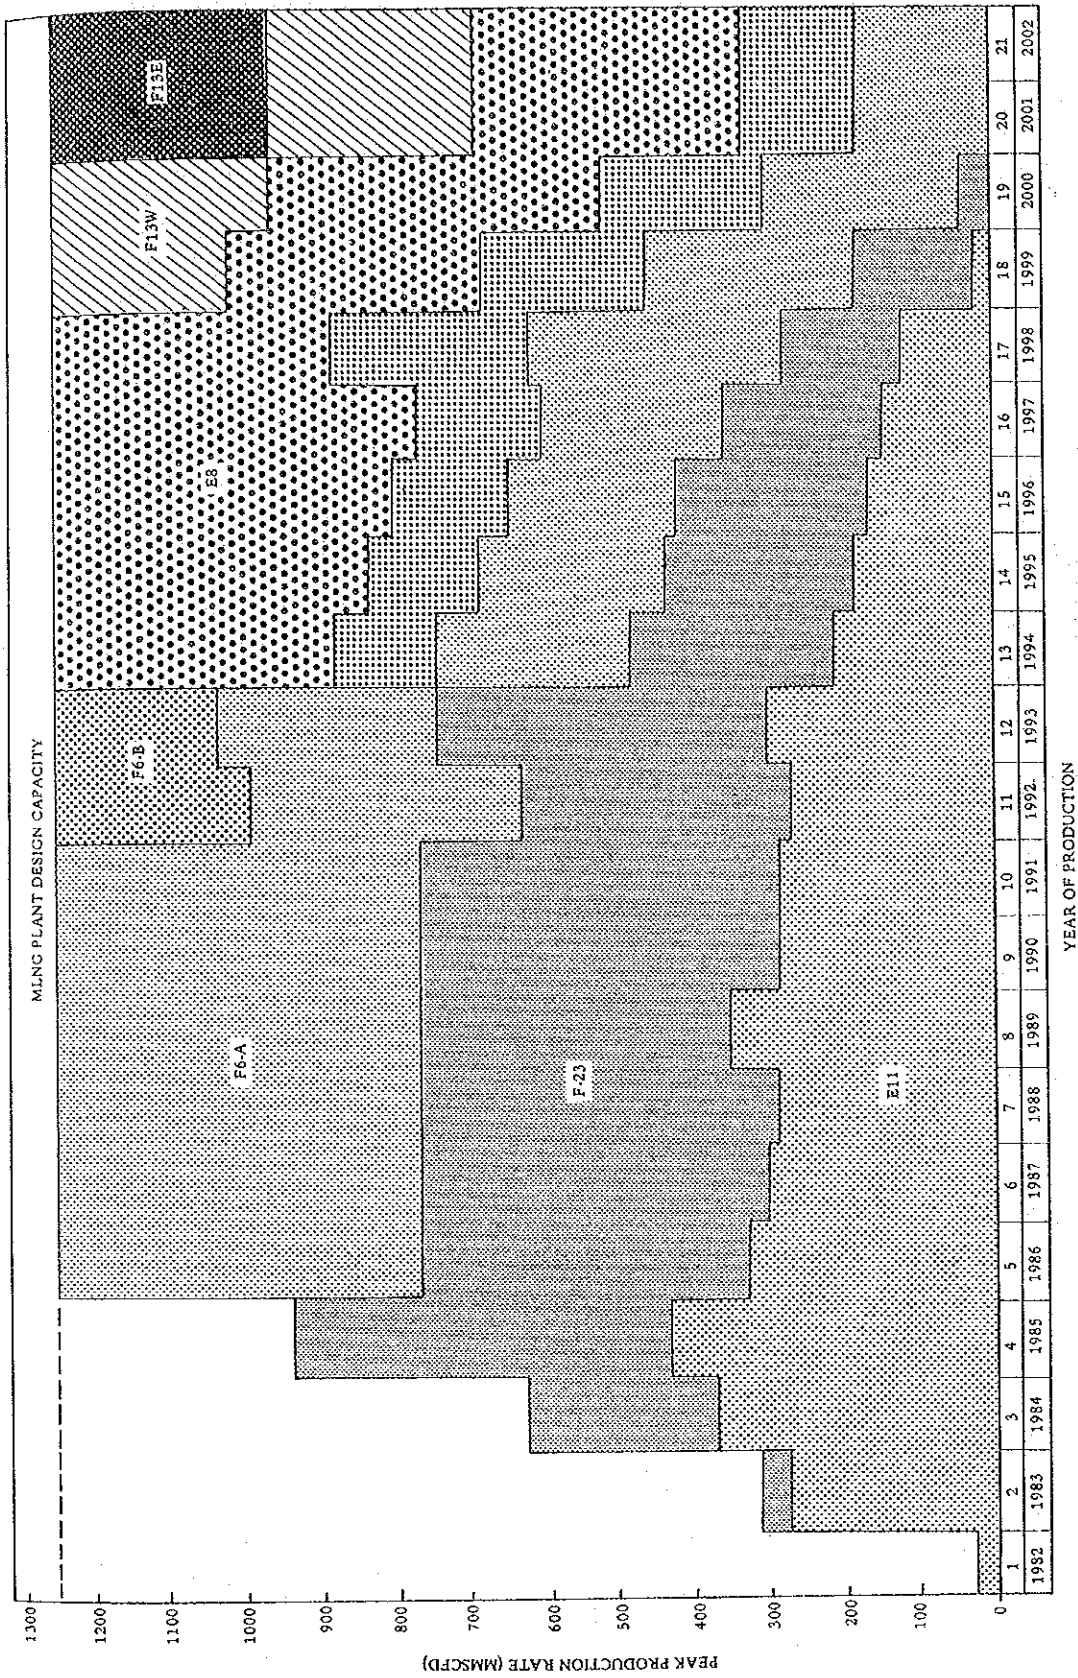 MLNG PLANT DESIGN CAPACITY
PEAK PRODUCTION RATE (MMSCFD)
1300
1200
1100
1000
900
800
700
600
500
400
300
200
100
0
F6-A
F6-B
F-23
E11
E8
F13W
F13E
1 2 3 4 5 6 7 8 9 10 11 12 13 14 15 16 17 18 19 20 21
1982 1983 1984 1985 1986 1987 1988 1989 1990 1991 1992 1993 1994 1995 1996 1997 1998 1999 2000 2001 2002
YEAR OF PRODUCTION